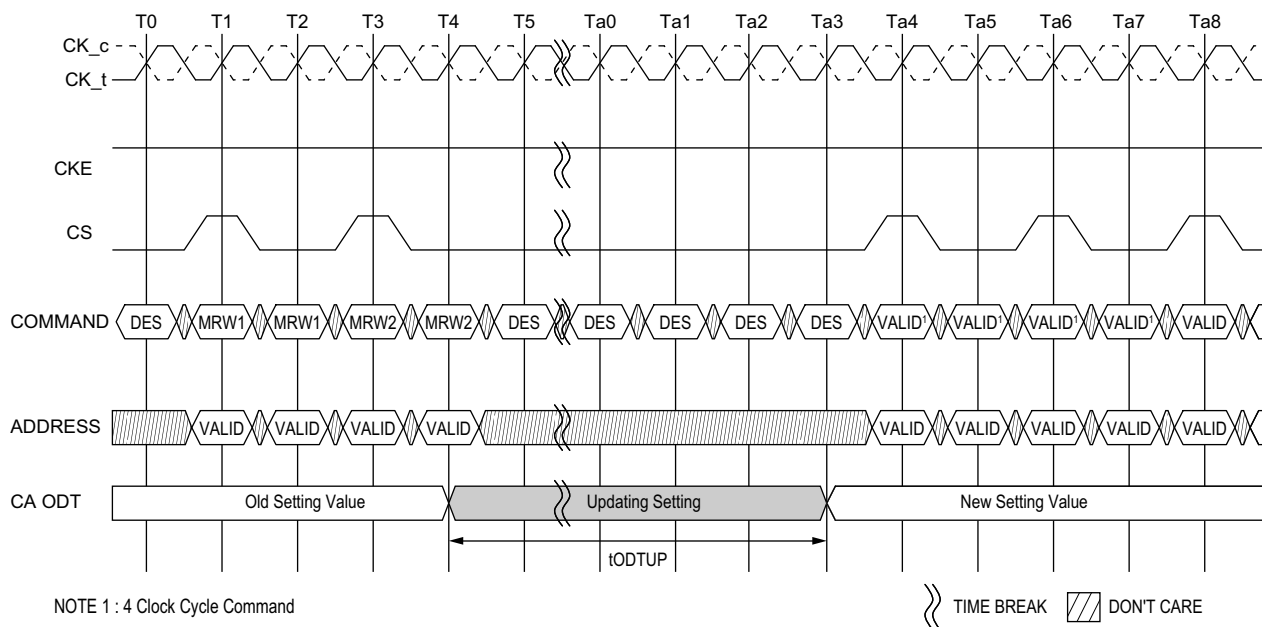 T0 T1 T2 T3 T4 T5 Ta0 Ta1 Ta2 Ta3 Ta4 Ta5 Ta6 Ta7 Ta8
CK_c
CK_t
CKE
CS
COMMAND DES MRW1 MRW1 MRW2 MRW2 DES DES DES DES DES VALID¹ VALID¹ VALID¹ VALID¹ VALID
ADDRESS VALID VALID VALID VALID VALID VALID VALID VALID VALID
CA ODT Old Setting Value Updating Setting New Setting Value
tODTUP
NOTE 1 : 4 Clock Cycle Command TIME BREAK DON'T CARE